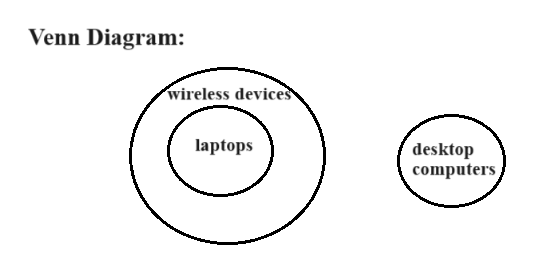 Venn Diagram:
wireless devices
laptops
desktop
computers